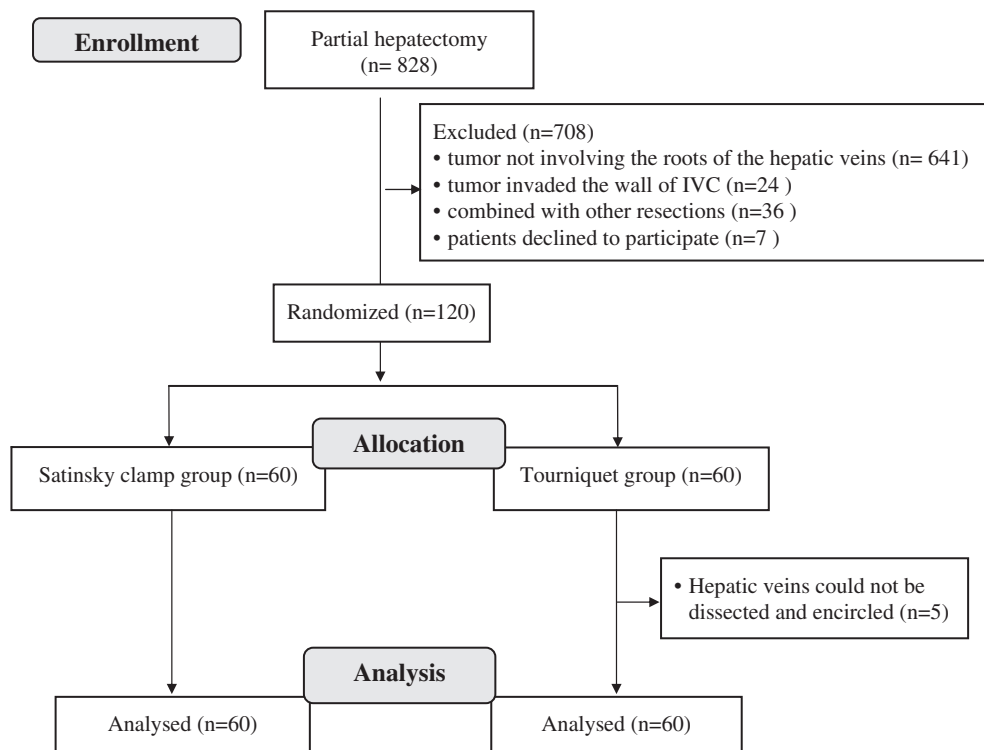 Enrollment
Partial hepatectomy
(n= 828)
Excluded (n=708)
• tumor not involving the roots of the hepatic veins (n= 641)
• tumor invaded the wall of IVC (n=24 )
• combined with other resections (n=36 )
• patients declined to participate (n=7 )
Randomized (n=120)
Allocation
Satinsky clamp group (n=60)
Tourniquet group (n=60)
• Hepatic veins could not be
dissected and encircled (n=5)
Analysis
Analysed (n=60)
Analysed (n=60)